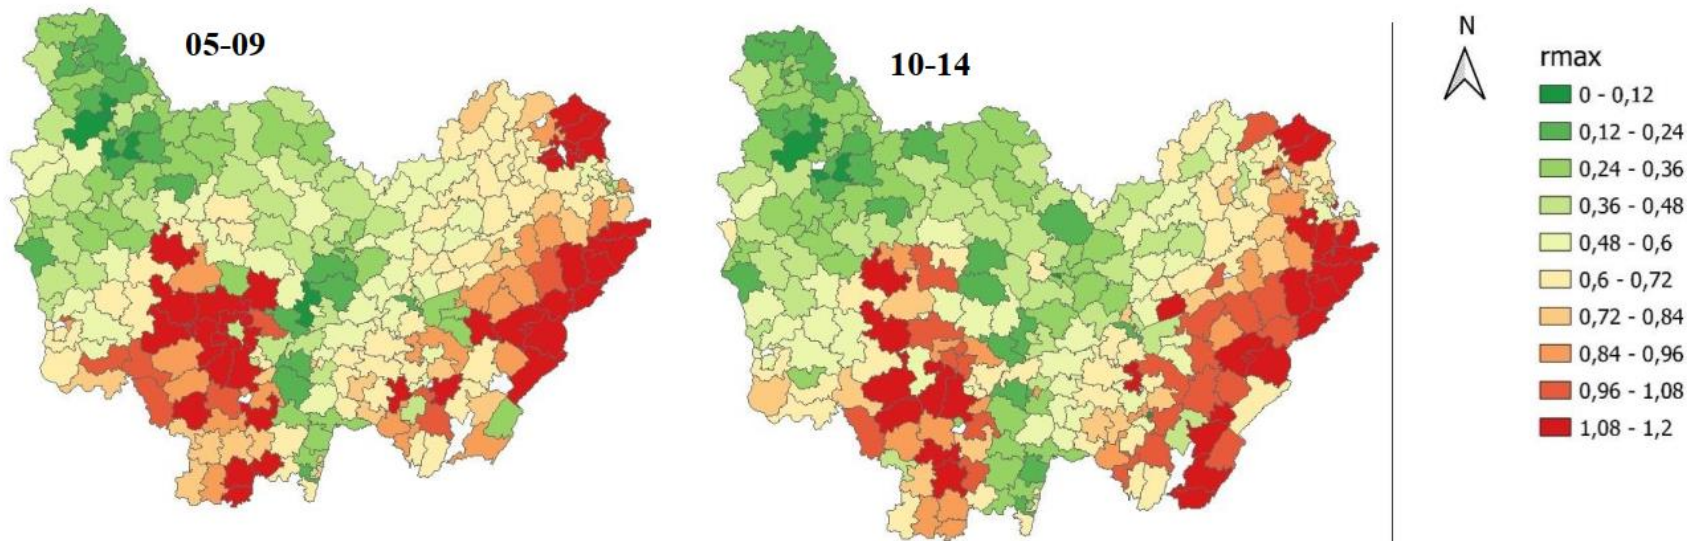 05-09
10-14
N
rmax
0 - 0,12
0,12 - 0,24
0,24 - 0,36
0,36 - 0,48
0,48 - 0,6
0,6 - 0,72
0,72 - 0,84
0,84 - 0,96
0,96 - 1,08
1,08 - 1,2